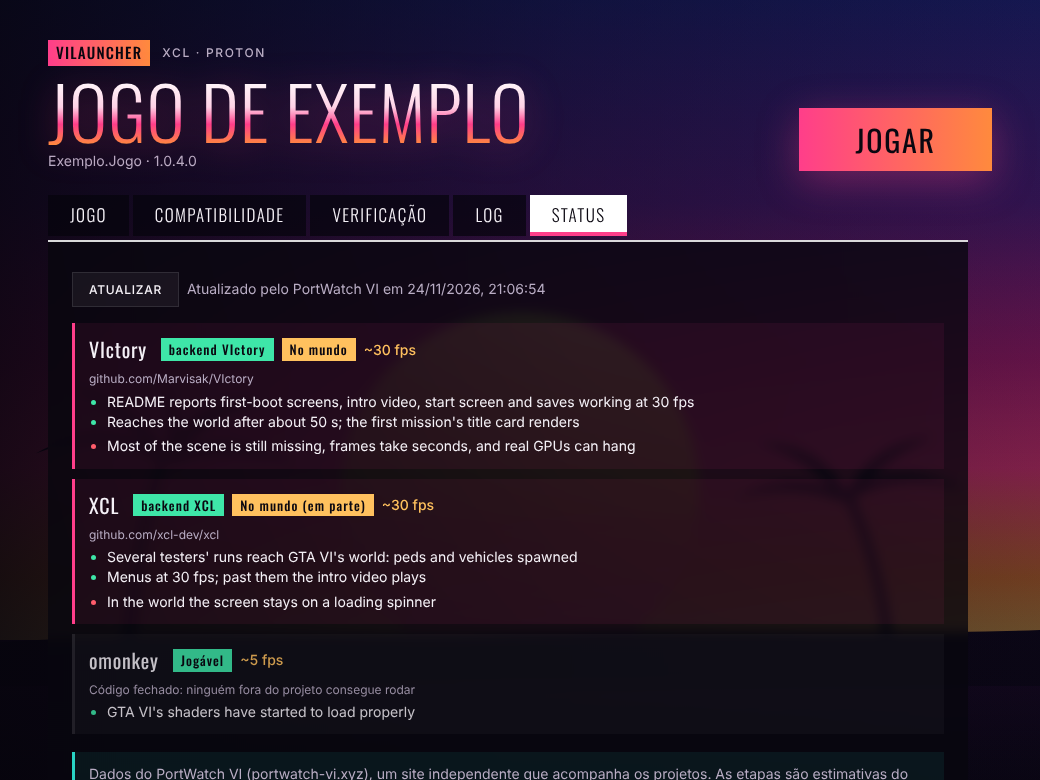 VILAUNCHER XCL · PROTON
JOGO DE EXEMPLO
Exemplo.Jogo · 1.0.4.0
JOGAR
JOGO COMPATIBILIDADE VERIFICAÇÃO LOG STATUS
ATUALIZAR Atualizado pelo PortWatch VI em 24/11/2026, 21:06:54
VIctory backend VIctory No mundo ~30 fps
github.com/Marvisak/VIctory
• README reports first-boot screens, intro video, start screen and saves working at 30 fps
• Reaches the world after about 50 s; the first mission's title card renders
• Most of the scene is still missing, frames take seconds, and real GPUs can hang
XCL backend XCL No mundo (em parte) ~30 fps
github.com/xcl-dev/xcl
• Several testers' runs reach GTA VI's world: peds and vehicles spawned
• Menus at 30 fps; past them the intro video plays
• In the world the screen stays on a loading spinner
omonkey Jogável ~5 fps
Código fechado: ninguém fora do projeto consegue rodar
• GTA VI's shaders have started to load properly
Dados do PortWatch VI (portwatch-vi.xyz), um site independente que acompanha os projetos. As etapas são estimativas do